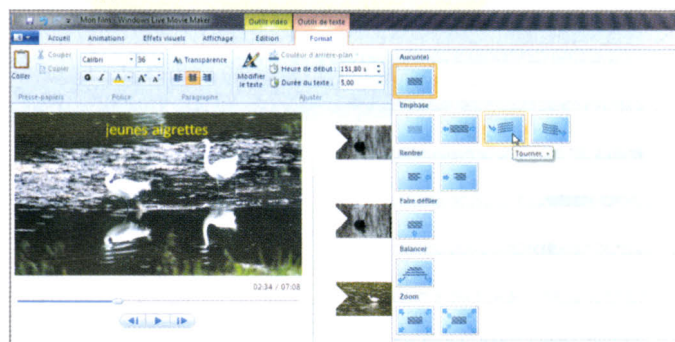 Mon film - Windows Live Movie Maker
Outils vidéo
Outils de texte
Accueil
Animations
Effets visuels
Affichage
Edition
Format
Coller
Couper
Copier
Presse-papiers
Calibri
36
G I A A A
Police
Transparence
Paragraphe
Modifier
le texte
Couleur d'arrière-plan
Heure de début : 151,80 s
Durée du texte : 5,00
Ajuster
jeunes aigrettes
02:34 / 07:08
Aucun(e)
Emphase
Tourner, +
Rentrer
Faire défiler
Balancer
Zoom